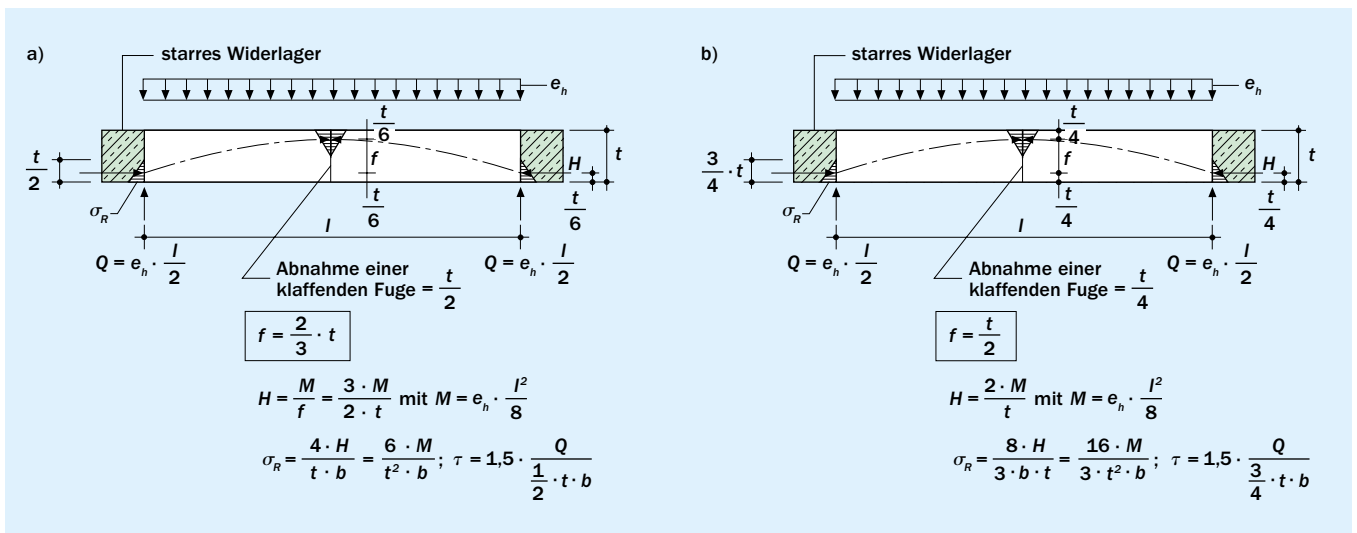 a)
starres Widerlager
e_h
t/6
f
t/6
t/2
σ_R
H
t
t/6
l
Q = e_h · l/2
Q = e_h · l/2
Abnahme einer
klaffenden Fuge = t/2
f = 2/3 · t
H = M/f = 3 · M/2 · t mit M = e_h · l²/8
σ_R = 4 · H/t · b = 6 · M/t² · b ; τ = 1,5 · Q/(1/2 · t · b)
b)
starres Widerlager
e_h
t/4
f
t/4
3/4 · t
σ_R
H
t
t/4
l
Q = e_h · l/2
Q = e_h · l/2
Abnahme einer
klaffenden Fuge = t/4
f = t/2
H = 2 · M/t mit M = e_h · l²/8
σ_R = 8 · H/3 · b · t = 16 · M/3 · t² · b ; τ = 1,5 · Q/(3/4 · t · b)